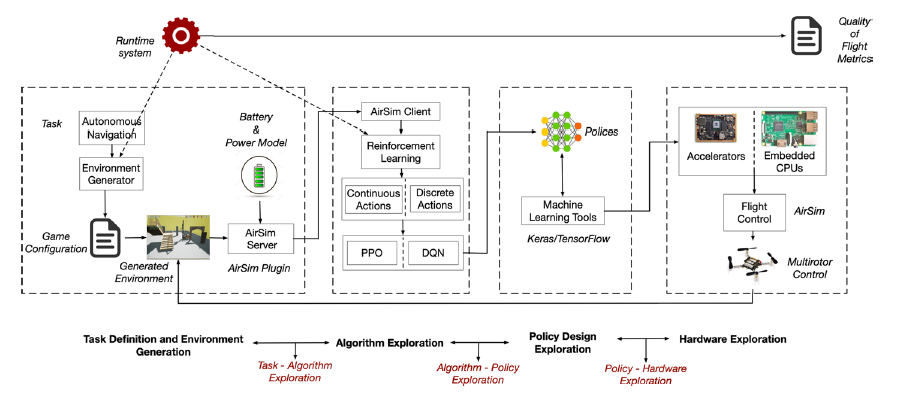 Runtime
system
Quality
of
Flight
Metrics
Task
Autonomous
Navigation
Environment
Generator
Game
Configuration
Generated
Environment
Battery
&
Power Model
AirSim
Server
AirSim Plugin
AirSim Client
Reinforcement
Learning
Continuous
Actions
Discrete
Actions
PPO
DQN
Polices
Machine
Learning Tools
Keras/TensorFlow
Accelerators
Embedded
CPUs
Flight
Control
AirSim
Multirotor
Control
Task Definition and Environment
Generation
Algorithm Exploration
Policy Design
Exploration
Hardware Exploration
Task - Algorithm
Exploration
Algorithm - Policy
Exploration
Policy - Hardware
Exploration